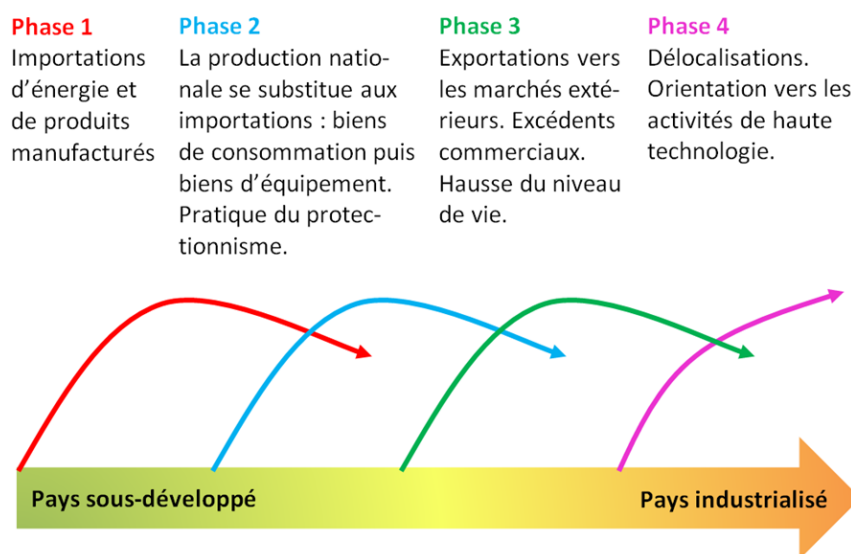 Phase 1
Importations
d’énergie et
de produits
manufacturés
Phase 2
La production natio-
nale se substitue aux
importations : biens
de consommation puis
biens d’équipement.
Pratique du protec-
tionnisme.
Phase 3
Exportations vers
les marchés exté-
rieurs. Excédents
commerciaux.
Hausse du niveau
de vie.
Phase 4
Délocalisations.
Orientation vers les
activités de haute
technologie.
Pays sous-développé
Pays industrialisé